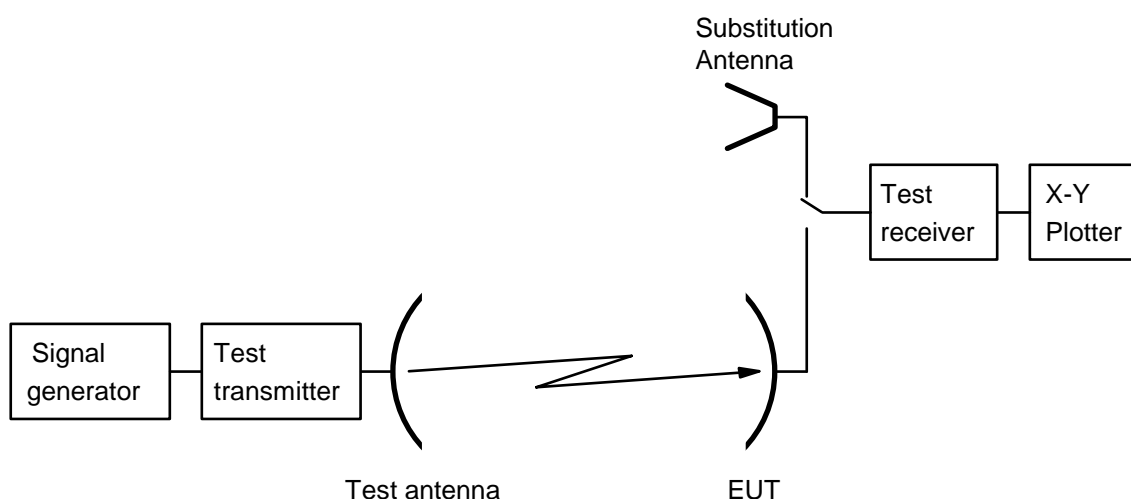 Substitution
Antenna
Test
receiver
X-Y
Plotter
Signal
generator
Test
transmitter
Test antenna
EUT